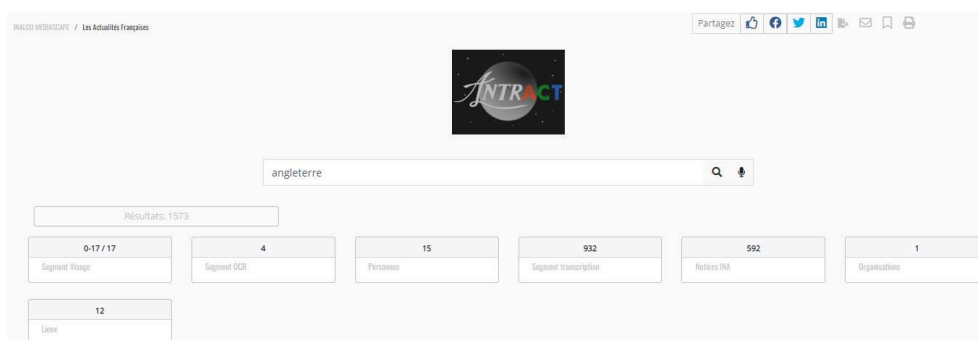 INALCO MEDIASCAPE / Les Actualités Françaises
Partagez
ANTRACT
angleterre
Résultats: 1573
0-17 / 17
Segment Visage
4
Segment OCR
15
Personnes
932
Segment transcription
592
Notices INA
1
Organisations
12
Lieux